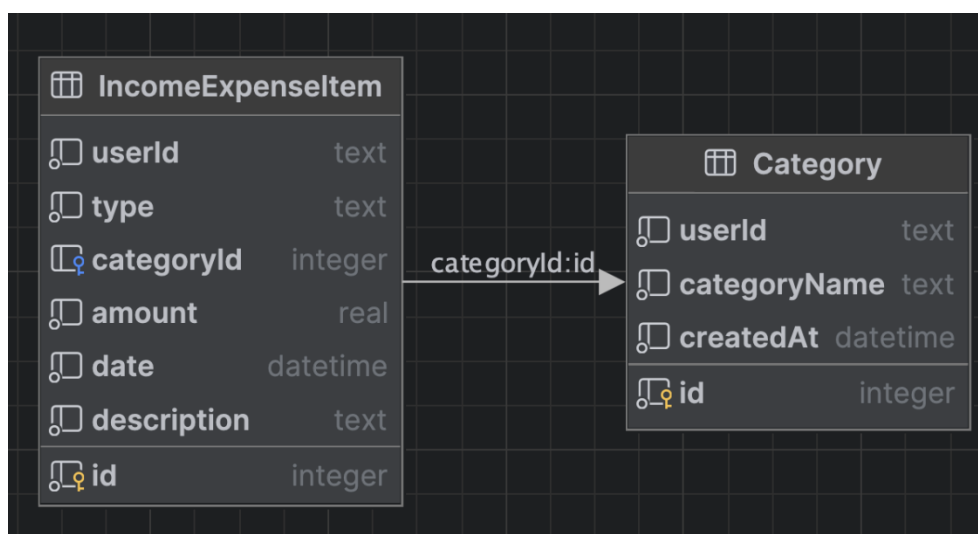 IncomeExpenseItem
userId text
type text
categoryId integer
amount real
date datetime
description text
id integer
categoryId:id
Category
userId text
categoryName text
createdAt datetime
id integer